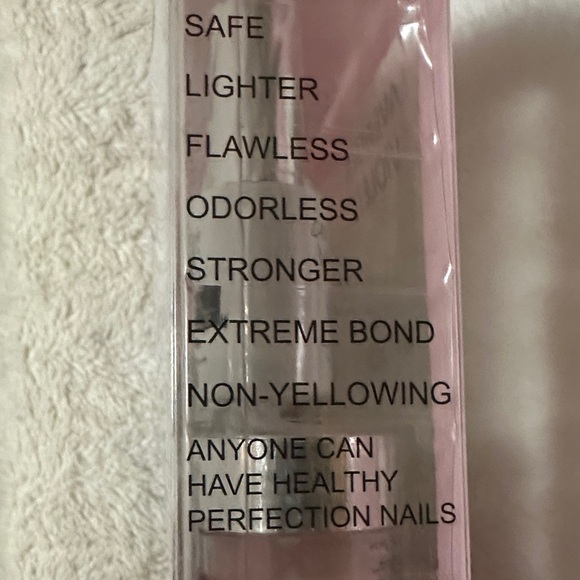 SAFE
LIGHTER
FLAWLESS
ODORLESS
STRONGER
EXTREME BOND
NON-YELLOWING
ANYONE CAN
HAVE HEALTHY
PERFECTION NAILS